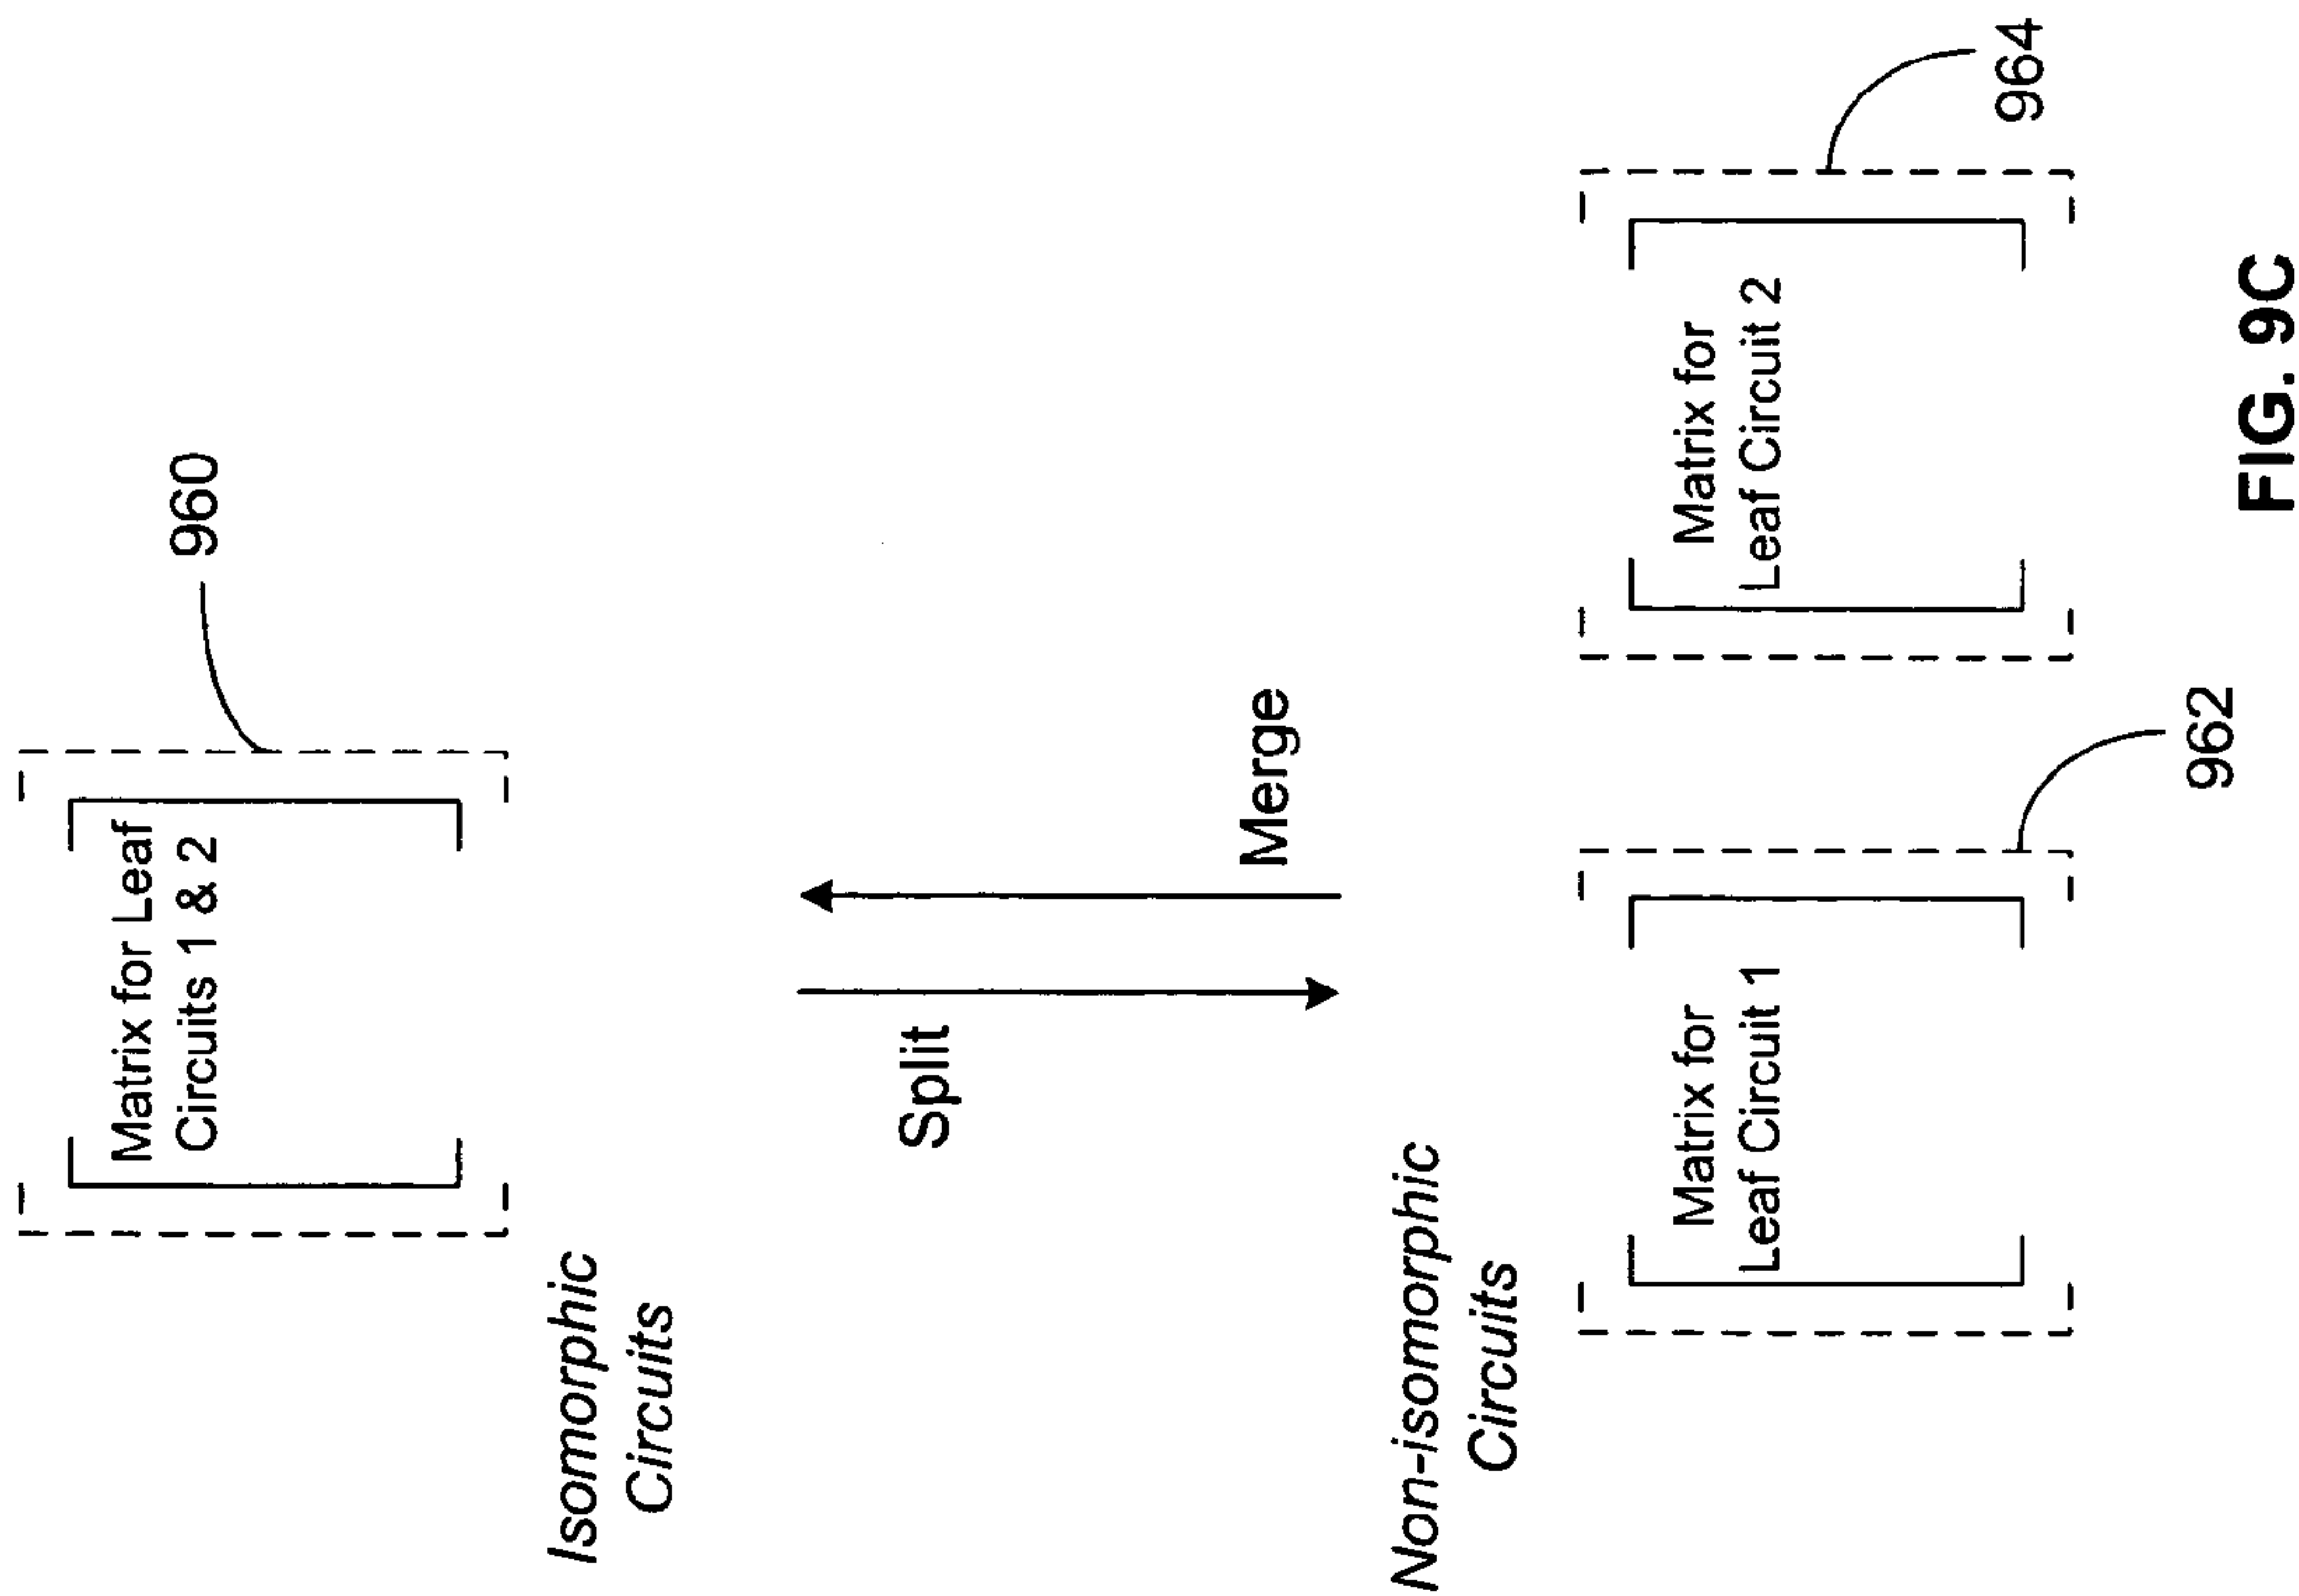 960
Matrix for Leaf
Circuits 1 & 2
Isomorphic
Circuits
Split
Merge
Non-isomorphic
Circuits
Matrix for
Leaf Circuit 1
962
Matrix for
Leaf Circuit 2
964
FIG. 9C